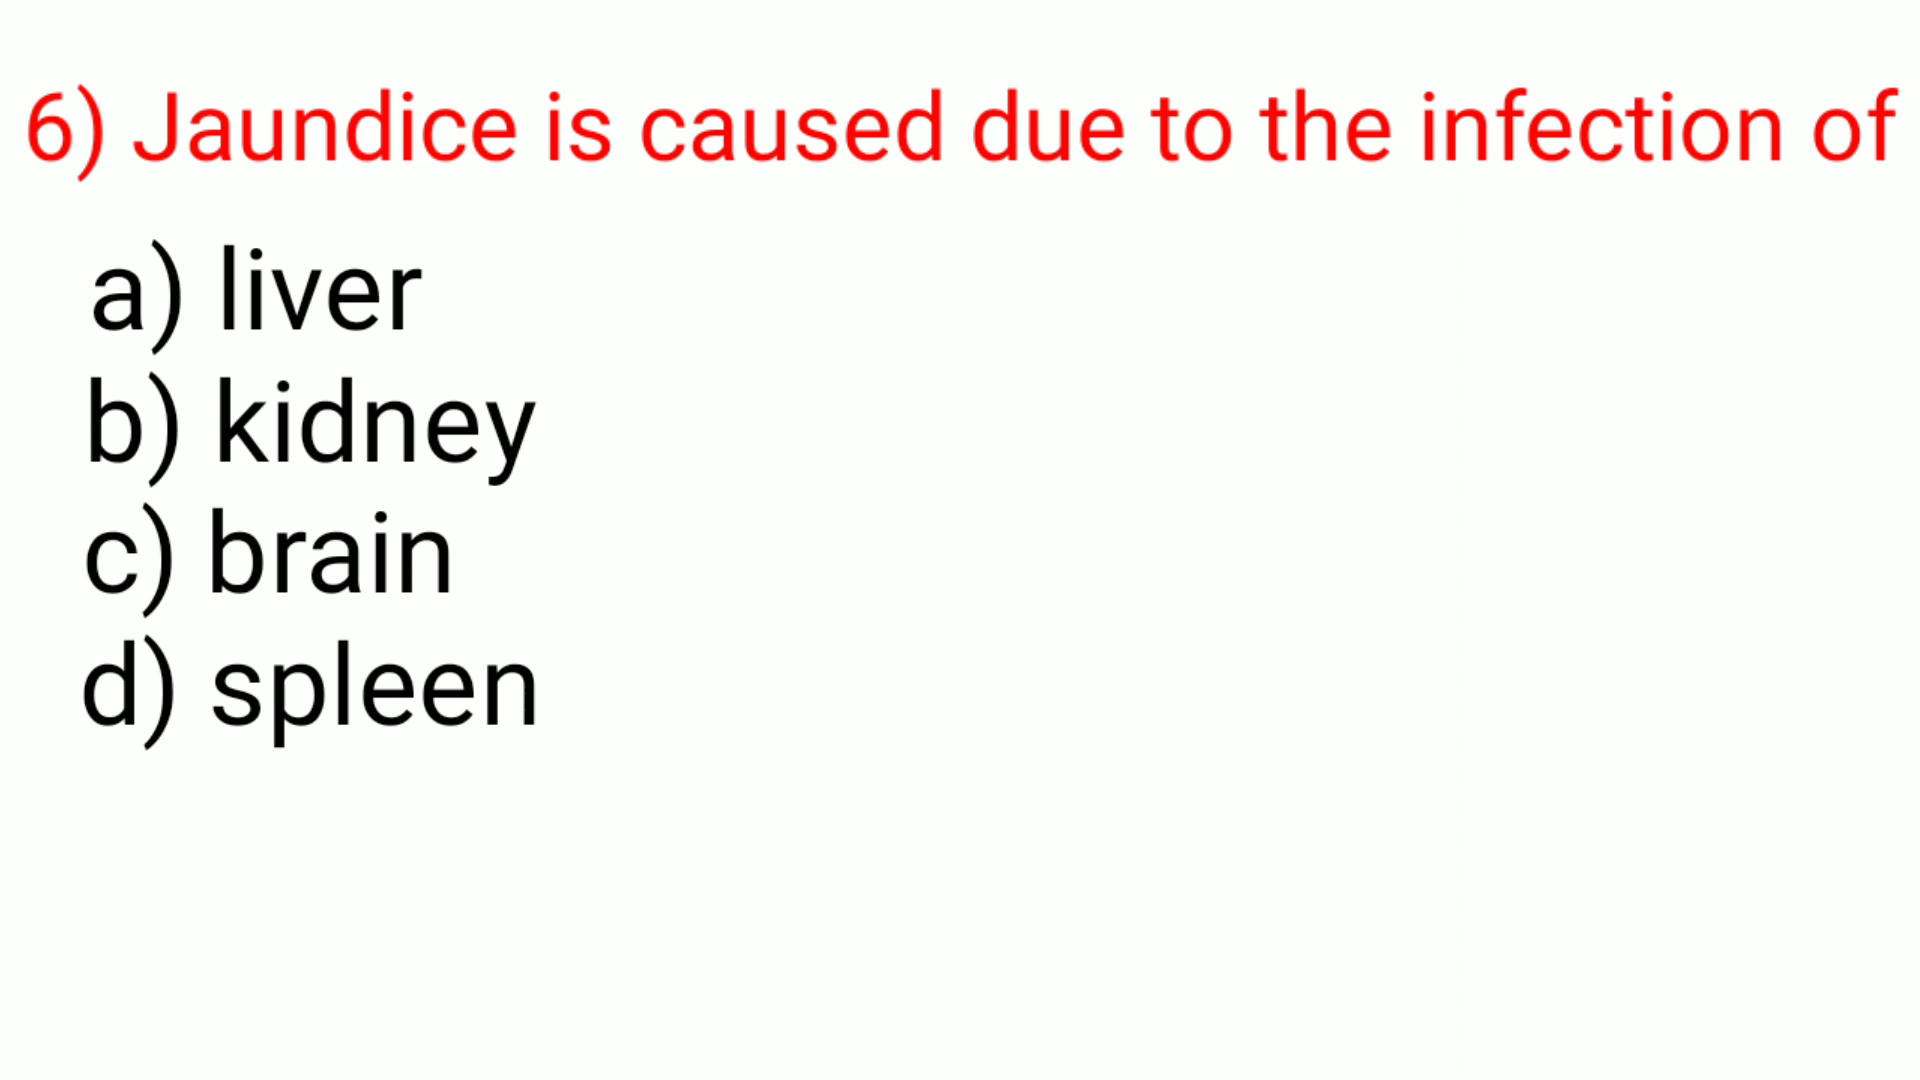 6) Jaundice is caused due to the infection of
a) liver
b) kidney
c) brain
d) spleen